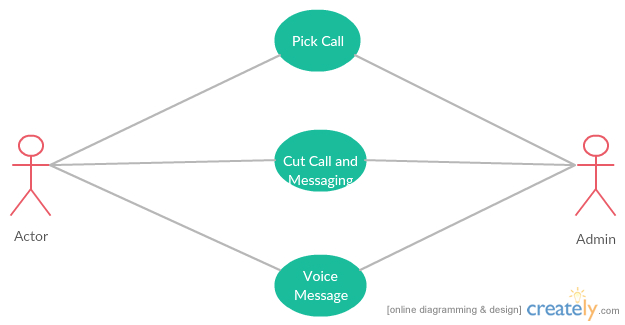 Pick Call
Cut Call and
Messaging
Actor
Admin
Voice
Message
[online diagramming & design] creately.com